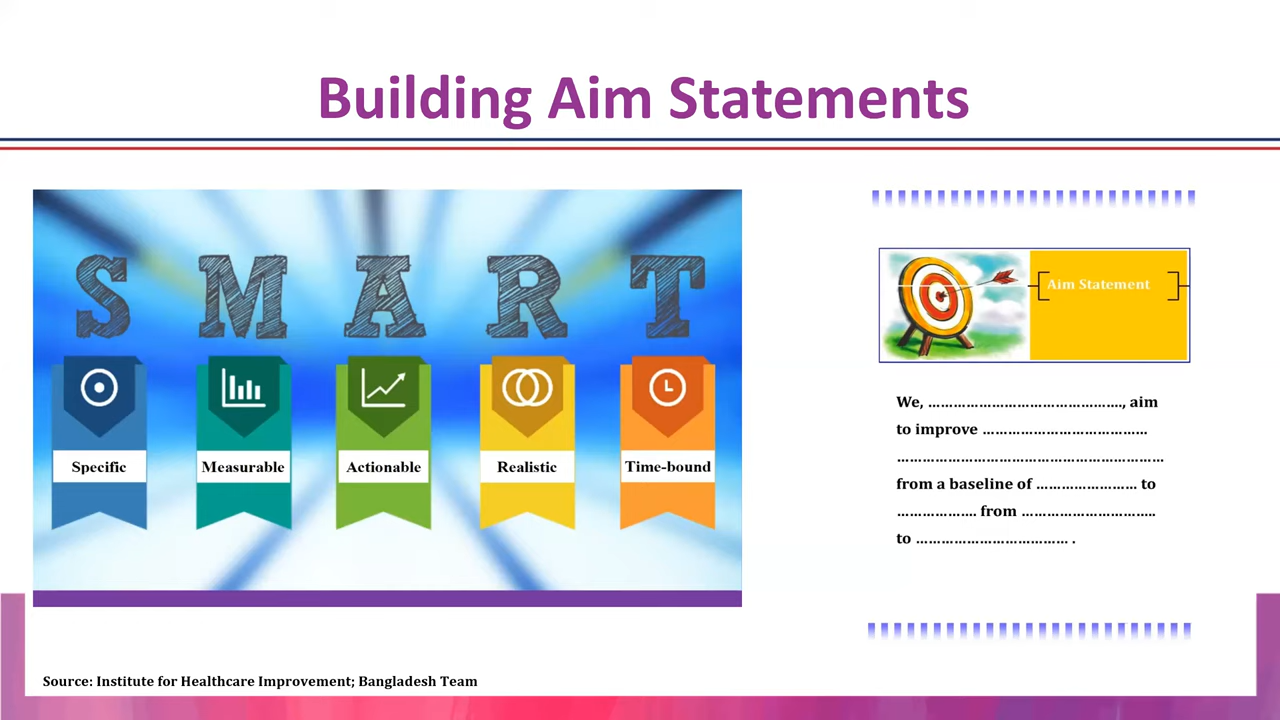 Building Aim Statements
S M A R T
Specific
Measurable
Actionable
Realistic
Time-bound
Aim Statement
We, ……………………………………….., aim
to improve …………………………………
………………………………………………………
from a baseline of …………………… to
………………. from …………………………..
to ……………………………… .
Source: Institute for Healthcare Improvement; Bangladesh Team